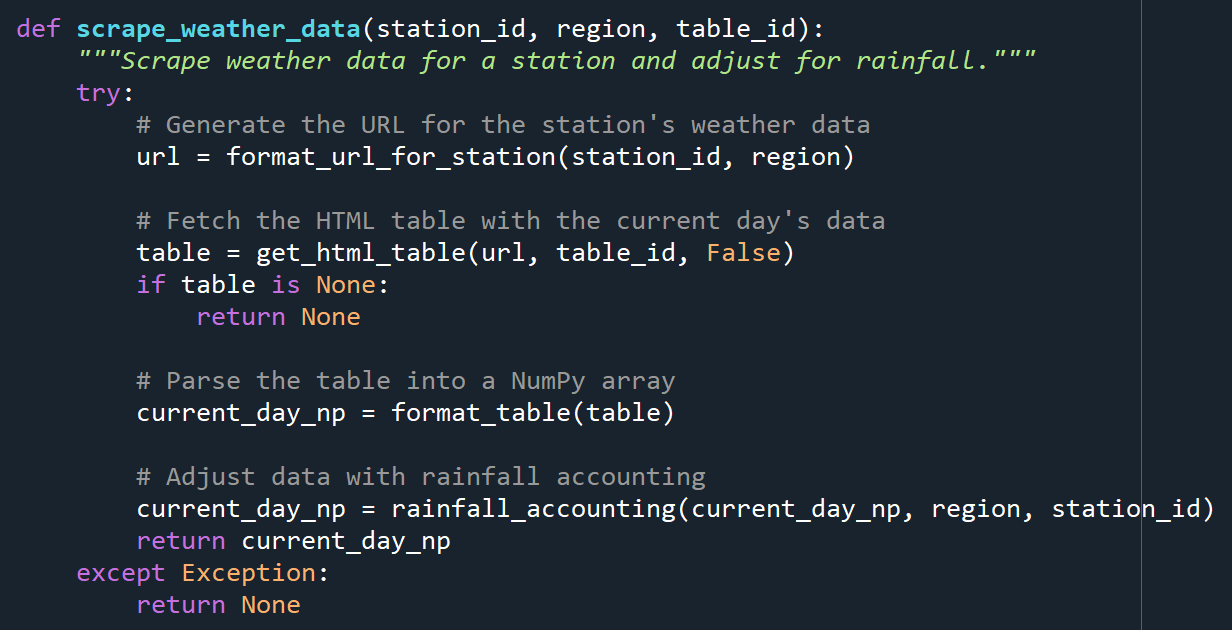 def scrape_weather_data(station_id, region, table_id):
    """Scrape weather data for a station and adjust for rainfall."""
    try:
        # Generate the URL for the station's weather data
        url = format_url_for_station(station_id, region)

        # Fetch the HTML table with the current day's data
        table = get_html_table(url, table_id, False)
        if table is None:
            return None

        # Parse the table into a NumPy array
        current_day_np = format_table(table)

        # Adjust data with rainfall accounting
        current_day_np = rainfall_accounting(current_day_np, region, station_id)
        return current_day_np
    except Exception:
        return None